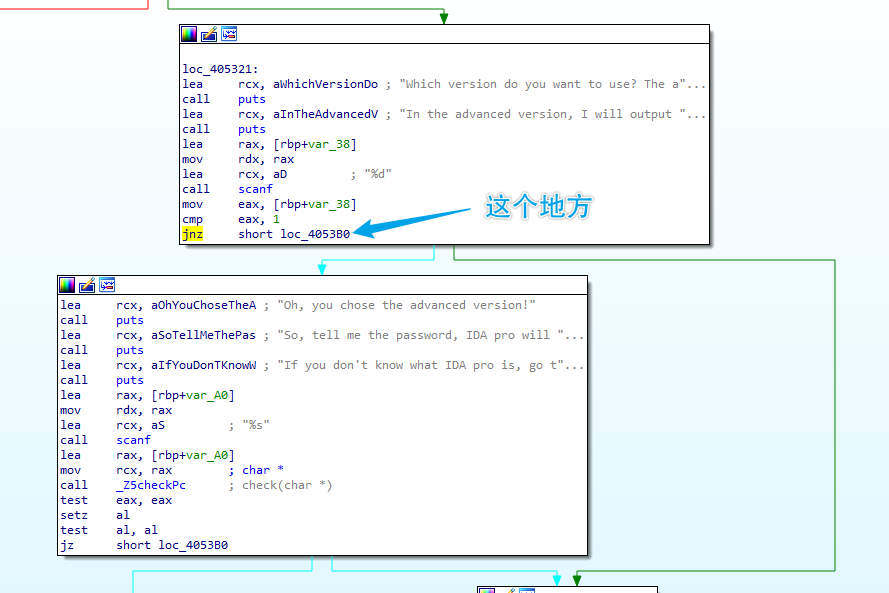 loc_405321:
lea rcx, aWhichVersionDo ; "Which version do you want to use? The a"...
call puts
lea rcx, aInTheAdvancedV ; "In the advanced version, I will output "...
call puts
lea rax, [rbp+var_38]
mov rdx, rax
lea rcx, aD ; "%d"
call scanf
mov eax, [rbp+var_38]
cmp eax, 1
jnz short loc_4053B0
这个地方
lea rcx, aOhYouChoseTheA ; "Oh, you chose the advanced version!"
call puts
lea rcx, aSoTellMeThePas ; "So, tell me the password, IDA pro will "...
call puts
lea rcx, aIfYouDonTKnowW ; "If you don't know what IDA pro is, go t"...
call puts
lea rax, [rbp+var_A0]
mov rdx, rax
lea rcx, aS ; "%s"
call scanf
lea rax, [rbp+var_A0]
mov rcx, rax ; char *
call _Z5checkPc ; check(char *)
test eax, eax
setz al
test al, al
jz short loc_4053B0